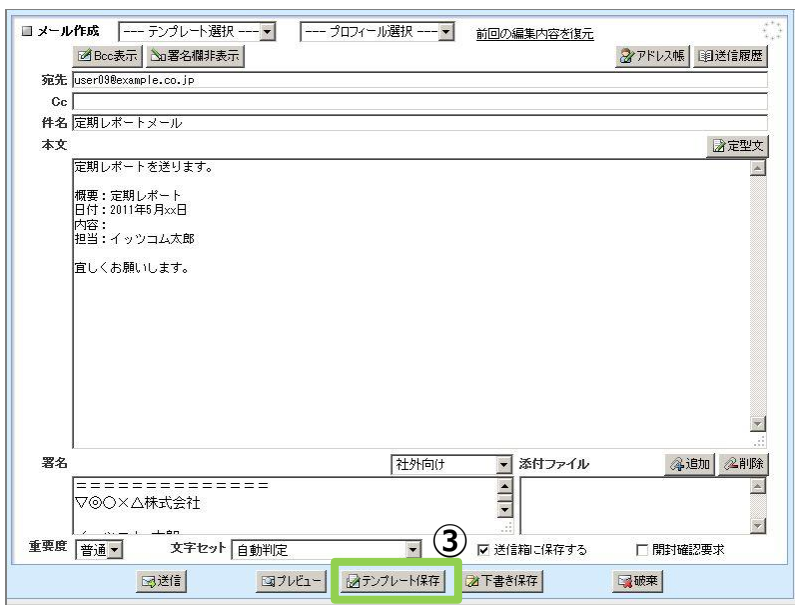 メール作成 --- テンプレート選択 --- --- プロフィール選択 --- 前回の編集内容を復元
Bcc表示 署名欄非表示 アドレス帳 送信履歴
宛先 user09@example.co.jp
Cc
件名 定期レポートメール
本文 定型文
定期レポートを送ります。
概要：定期レポート
日付：2011年5月xx日
内容：
担当：イッツコム太郎
宜しくお願いします。
署名 社外向け 添付ファイル 追加 削除
==============
▽◎○×△株式会社
重要度 普通 文字セット 自動判定 ③ 送信箱に保存する 開封確認要求
送信 プレビュー テンプレート保存 下書き保存 破棄